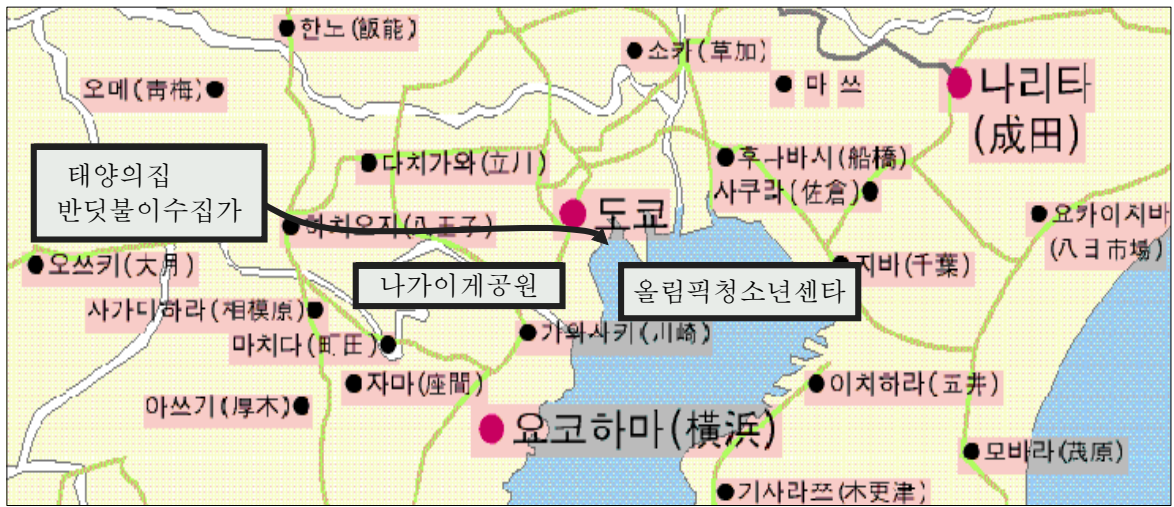 한노(飯能)
소카(草加)
오메(靑梅)
마쓰
나리타
(成田)
태양의집
반딧불이수집가
다치가와(立川)
후나바시(船橋)
사쿠라(佐倉)
도쿄
요카이치바
(八日市場)
하치오지(八王子)
오쓰키(大月)
나가이게공원
올림픽청소년센타
지바(千葉)
사가미하라(相模原)
마치다(町田)
가와사키(川崎)
자마(座間)
이치하라(五井)
아쓰기(厚木)
요코하마(橫浜)
모바라(茂原)
기사라쯔(木更津)